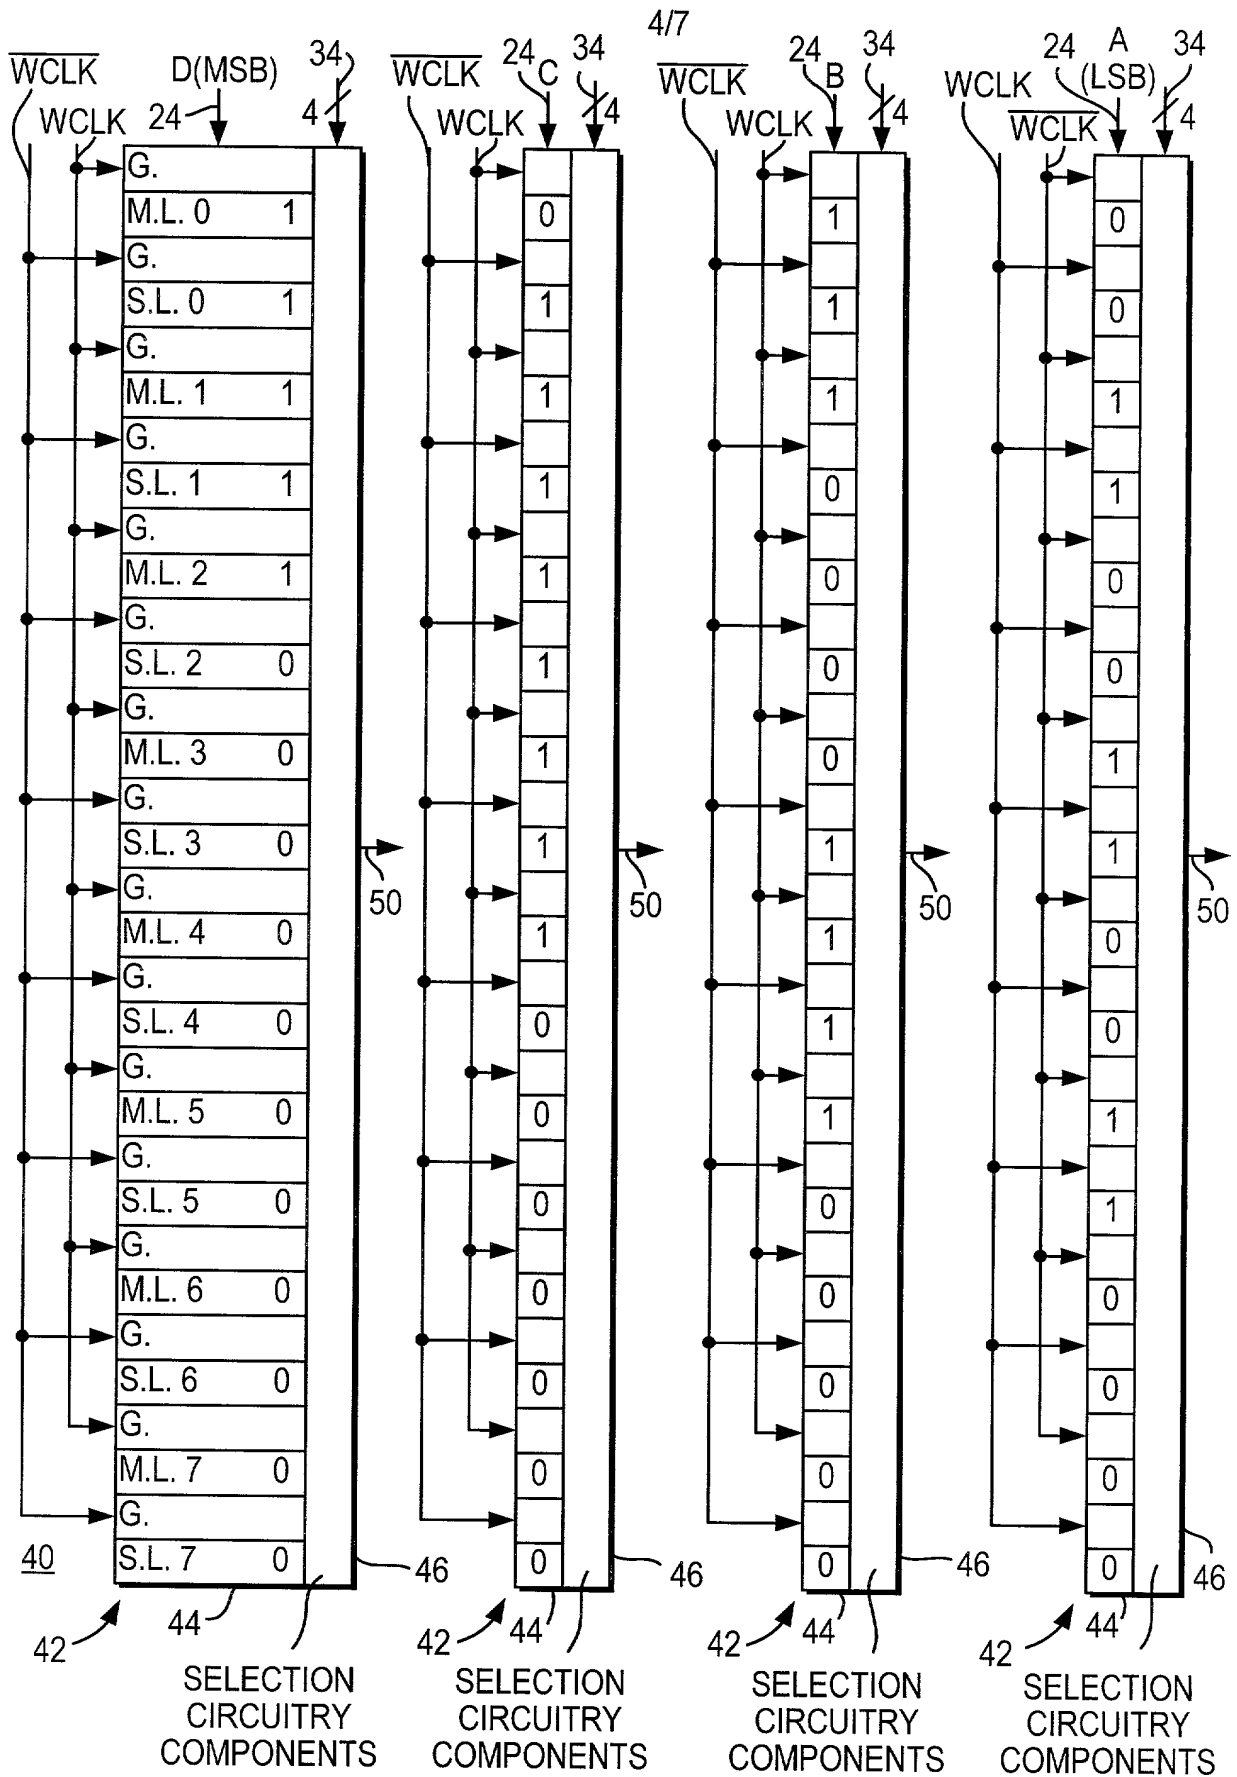 4/7
WCLK
D(MSB)
34
WCLK
24
4
WCLK
24
C
34
WCLK
4
WCLK
24
B
34
WCLK
4
WCLK
24
A
(LSB)
34
WCLK
4
G.
M.L. 0 1 0 1 0
G.
S.L. 0 1 1 1 0
G.
M.L. 1 1 1 1 1
G.
S.L. 1 1 1 0 1
G.
M.L. 2 1 1 0 0
G.
S.L. 2 0 1 0 0
G.
M.L. 3 0 1 0 1
G.
S.L. 3 0 1 1 1
50 50 50 50
G.
M.L. 4 0 1 1 0
G.
S.L. 4 0 0 1 0
G.
M.L. 5 0 0 1 1
G.
S.L. 5 0 0 0 1
G.
M.L. 6 0 0 0 0
G.
S.L. 6 0 0 0 0
G.
M.L. 7 0 0 0 0
G.
S.L. 7 0 0 0 0
40
46 46 46 46
44 44 44 44
42 42 42 42
SELECTION
CIRCUITRY
COMPONENTS
SELECTION
CIRCUITRY
COMPONENTS
SELECTION
CIRCUITRY
COMPONENTS
SELECTION
CIRCUITRY
COMPONENTS